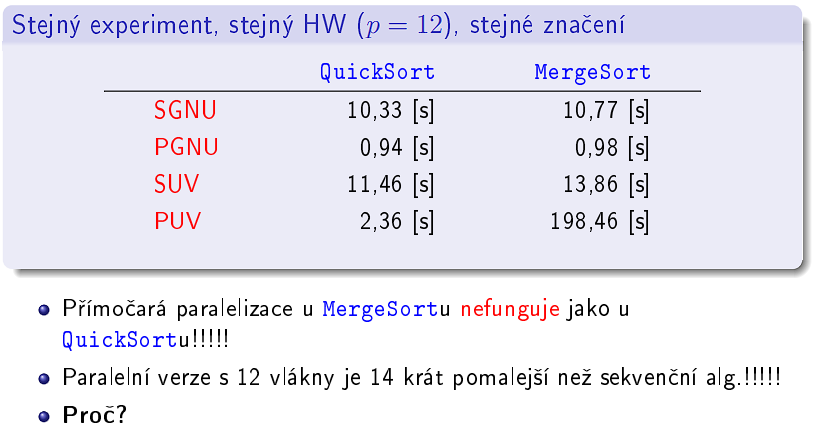 Stejný experiment, stejný HW (p = 12), stejné značení
QuickSort MergeSort
SGNU 10,33 [s] 10,77 [s]
PGNU 0,94 [s] 0,98 [s]
SUV 11,46 [s] 13,86 [s]
PUV 2,36 [s] 198,46 [s]
Přímočará paralelizace u MergeSortu nefunguje jako u
QuickSortu!!!!!
Paralelní verze s 12 vlákny je 14 krát pomalejší než sekvenční alg.!!!!!
Proč?